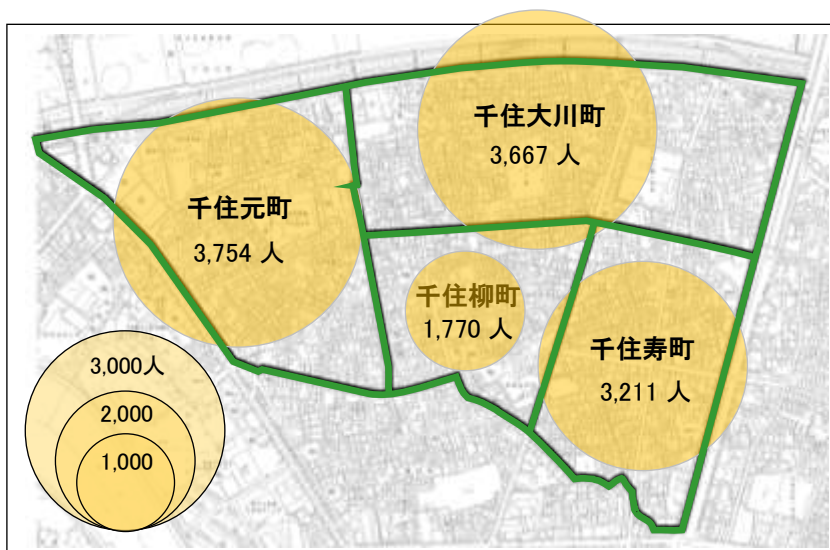 千住大川町
3,667 人
千住元町
3,754 人
千住柳町
1,770 人
千住寿町
3,211 人
3,000人
2,000
1,000